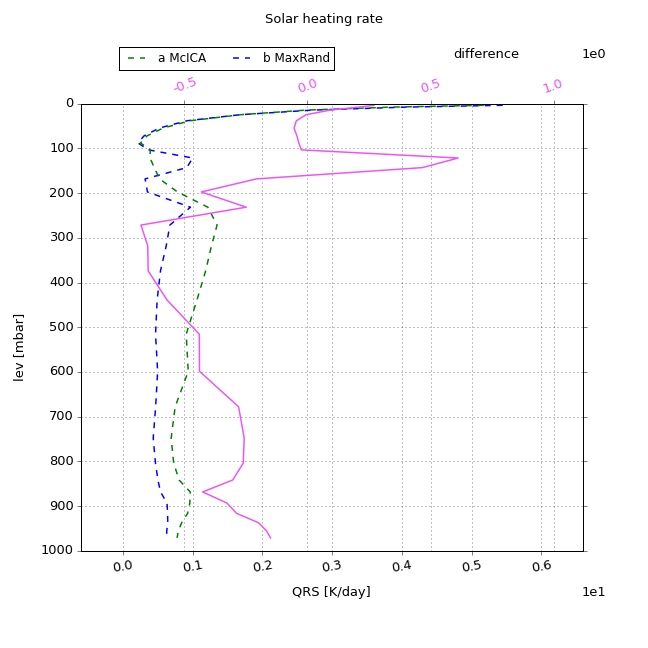 Solar heating rate
a McICA b MaxRand
difference 1e0
-0.5 0.0 0.5 1.0
0
100
200
300
400
500
600
700
800
900
1000
lev [mbar]
0.0 0.1 0.2 0.3 0.4 0.5 0.6
QRS [K/day] 1e1